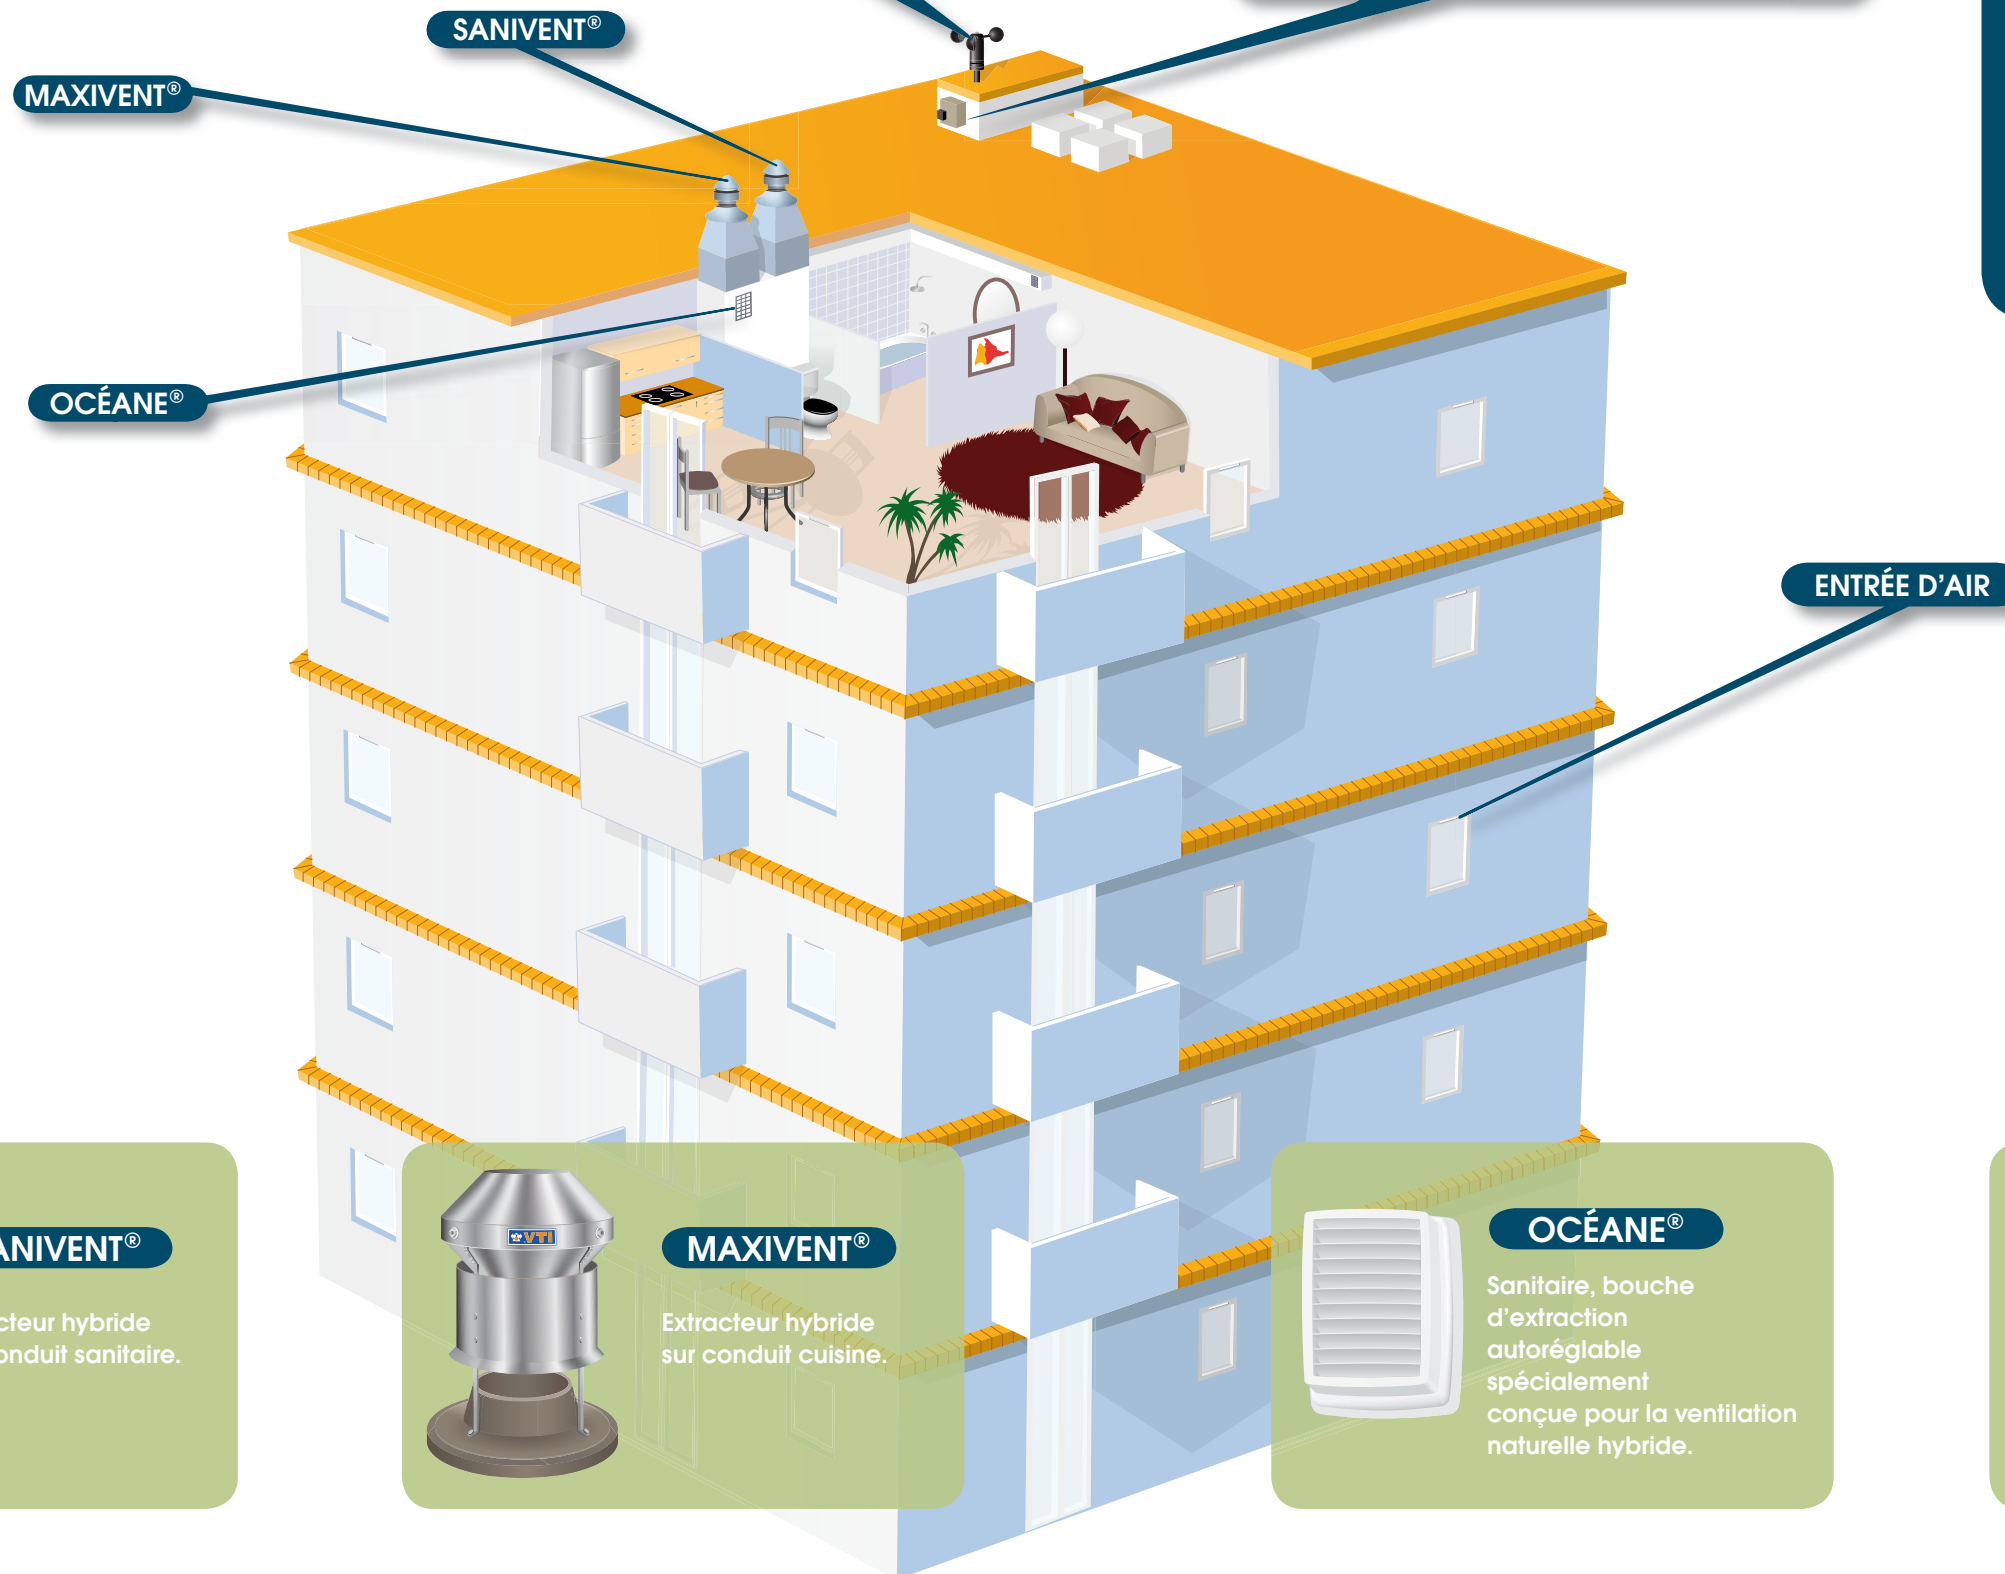 SANIVENT®
MAXIVENT®
OCÉANE®
ENTRÉE D’AIR
ANIVENT®
cteur hybride
onduit sanitaire.
VTI
MAXIVENT®
Extracteur hybride
sur conduit cuisine.
OCÉANE®
Sanitaire, bouche
d’extraction
autoréglable
spécialement
conçue pour la ventilation
naturelle hybride.